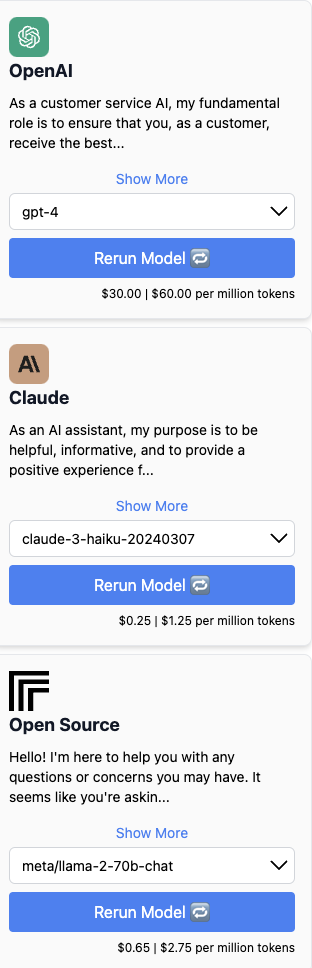 OpenAI
As a customer service AI, my fundamental
role is to ensure that you, as a customer,
receive the best...
Show More
gpt-4
Rerun Model 🔁
$30.00 | $60.00 per million tokens
Claude
As an AI assistant, my purpose is to be
helpful, informative, and to provide a
positive experience f...
Show More
claude-3-haiku-20240307
Rerun Model 🔁
$0.25 | $1.25 per million tokens
Open Source
Hello! I'm here to help you with any
questions or concerns you may have. It
seems like you're askin...
Show More
meta/llama-2-70b-chat
Rerun Model 🔁
$0.65 | $2.75 per million tokens